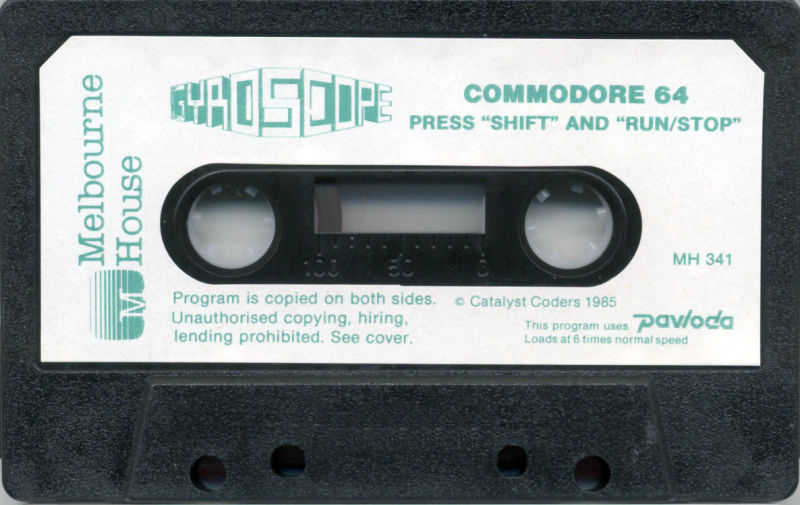 Melbourne
House
M
GYROSCOPE
COMMODORE 64
PRESS "SHIFT" AND "RUN/STOP"
100 50 0
MH 341
Program is copied on both sides.
Unauthorised copying, hiring,
lending prohibited. See cover.
© Catalyst Coders 1985
This program uses Pavloda
Loads at 6 times normal speed